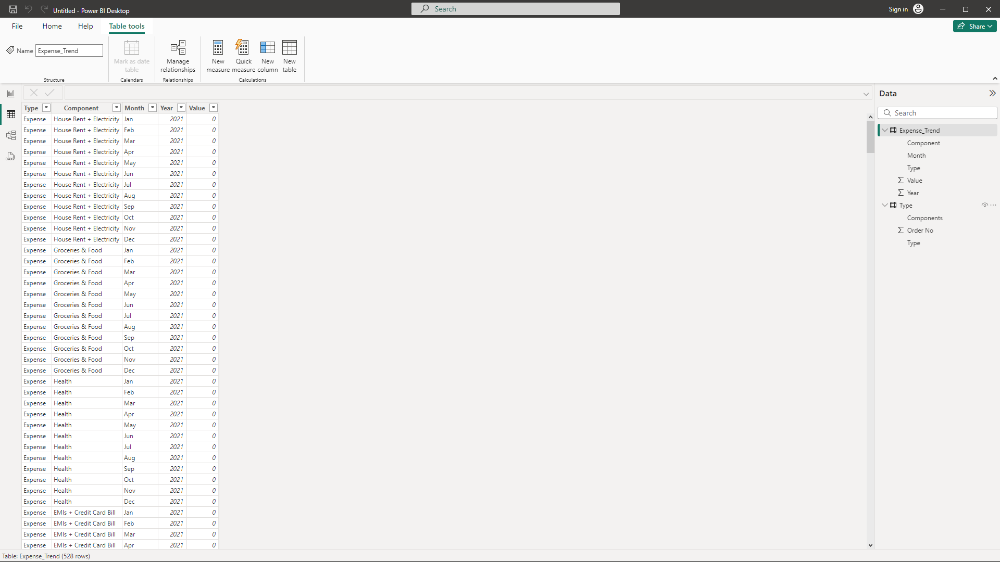 Untitled - Power BI Desktop
Search
Sign in
File Home Help Table tools
Share
Name Expense_Trend
Mark as date table
Manage relationships
New measure
Quick measure
New column
New table
Structure Calendars Relationships Calculations
Type Component Month Year Value
Expense House Rent + Electricity Jan 2021 0
Expense House Rent + Electricity Feb 2021 0
Expense House Rent + Electricity Mar 2021 0
Expense House Rent + Electricity Apr 2021 0
Expense House Rent + Electricity May 2021 0
Expense House Rent + Electricity Jun 2021 0
Expense House Rent + Electricity Jul 2021 0
Expense House Rent + Electricity Aug 2021 0
Expense House Rent + Electricity Sep 2021 0
Expense House Rent + Electricity Oct 2021 0
Expense House Rent + Electricity Nov 2021 0
Expense House Rent + Electricity Dec 2021 0
Expense Groceries & Food Jan 2021 0
Expense Groceries & Food Feb 2021 0
Expense Groceries & Food Mar 2021 0
Expense Groceries & Food Apr 2021 0
Expense Groceries & Food May 2021 0
Expense Groceries & Food Jun 2021 0
Expense Groceries & Food Jul 2021 0
Expense Groceries & Food Aug 2021 0
Expense Groceries & Food Sep 2021 0
Expense Groceries & Food Oct 2021 0
Expense Groceries & Food Nov 2021 0
Expense Groceries & Food Dec 2021 0
Expense Health Jan 2021 0
Expense Health Feb 2021 0
Expense Health Mar 2021 0
Expense Health Apr 2021 0
Expense Health May 2021 0
Expense Health Jun 2021 0
Expense Health Jul 2021 0
Expense Health Aug 2021 0
Expense Health Sep 2021 0
Expense Health Oct 2021 0
Expense Health Nov 2021 0
Expense Health Dec 2021 0
Expense EMIs + Credit Card Bill Jan 2021 0
Expense EMIs + Credit Card Bill Feb 2021 0
Expense EMIs + Credit Card Bill Mar 2021 0
Expense EMIs + Credit Card Bill Apr 2021 0
DAX
Data
Search
Expense_Trend
Component
Month
Type
Value
Year
Type
Components
Order No
Type
Table: Expense_Trend (528 rows)